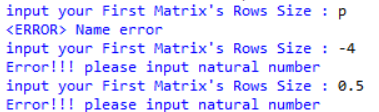 input your First Matrix's Rows Size : p
<ERROR> Name error
input your First Matrix's Rows Size : -4
Error!!! please input natural number
input your First Matrix's Rows Size : 0.5
Error!!! please input natural number